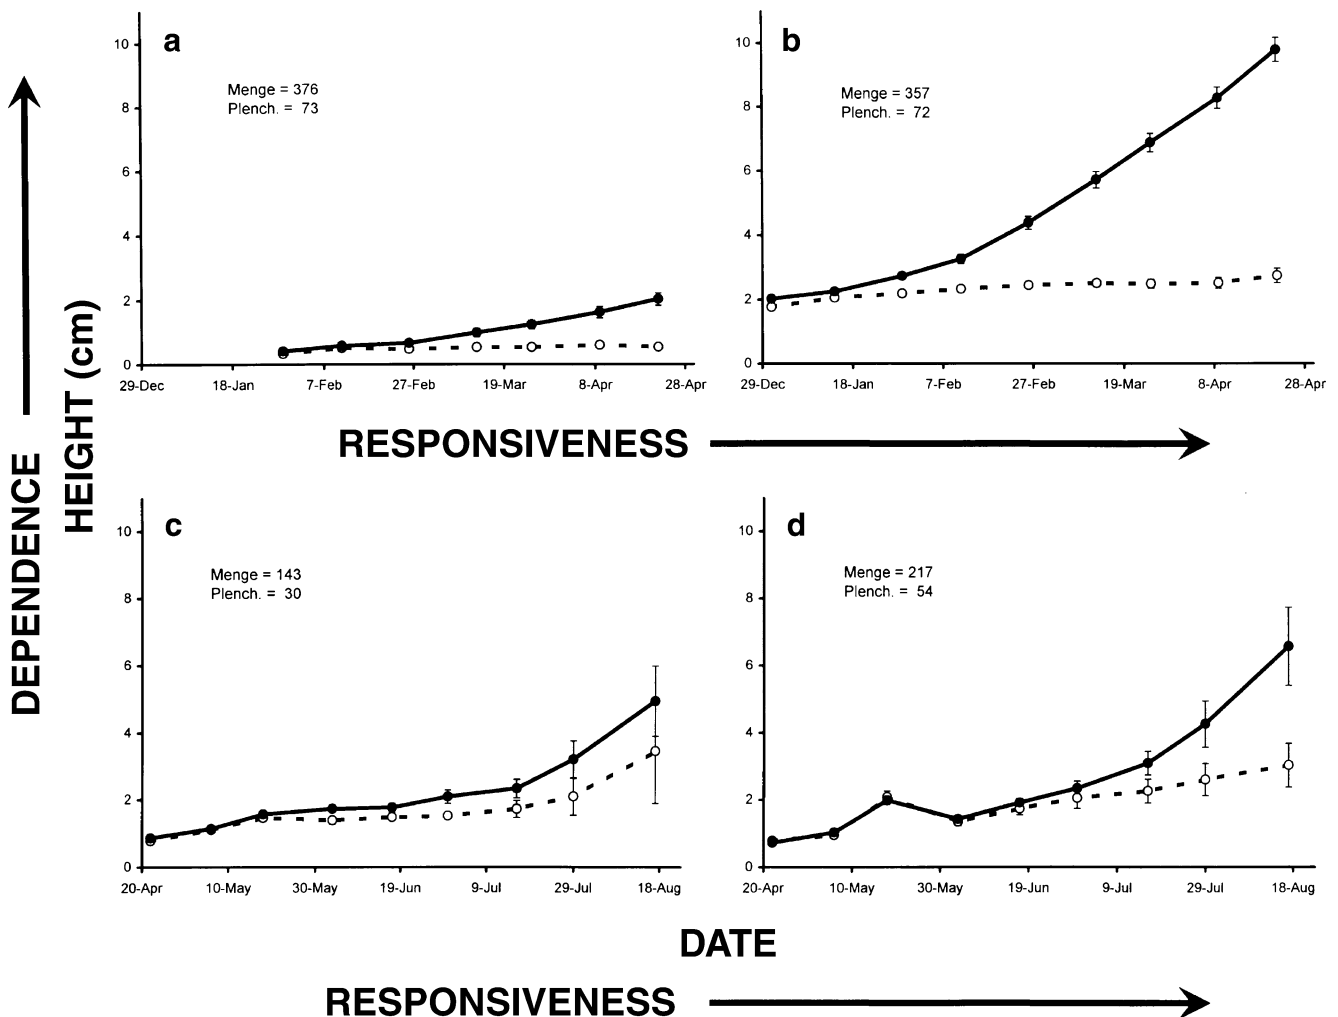 a
10
8
6
4
2
0
Menge = 376
Plench. = 73
29-Dec 18-Jan 7-Feb 27-Feb 19-Mar 8-Apr 28-Apr
b
10
8
6
4
2
0
Menge = 357
Plench. = 72
29-Dec 18-Jan 7-Feb 27-Feb 19-Mar 8-Apr 28-Apr
DEPENDENCE
HEIGHT (cm)
RESPONSIVENESS
c
10
8
6
4
2
0
Menge = 143
Plench. = 30
20-Apr 10-May 30-May 19-Jun 9-Jul 29-Jul 18-Aug
d
10
8
6
4
2
0
Menge = 217
Plench. = 54
20-Apr 10-May 30-May 19-Jun 9-Jul 29-Jul 18-Aug
DATE
RESPONSIVENESS